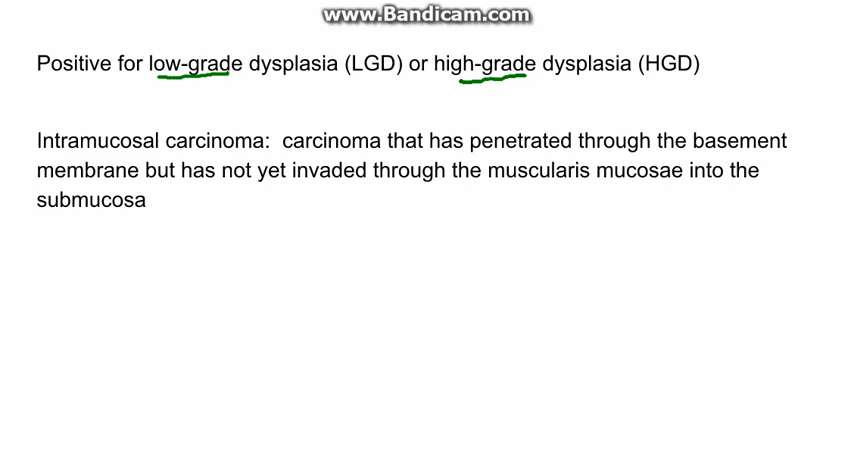 www.Bandicam.com
Positive for low-grade dysplasia (LGD) or high-grade dysplasia (HGD)
Intramucosal carcinoma:  carcinoma that has penetrated through the basement
membrane but has not yet invaded through the muscularis mucosae into the
submucosa